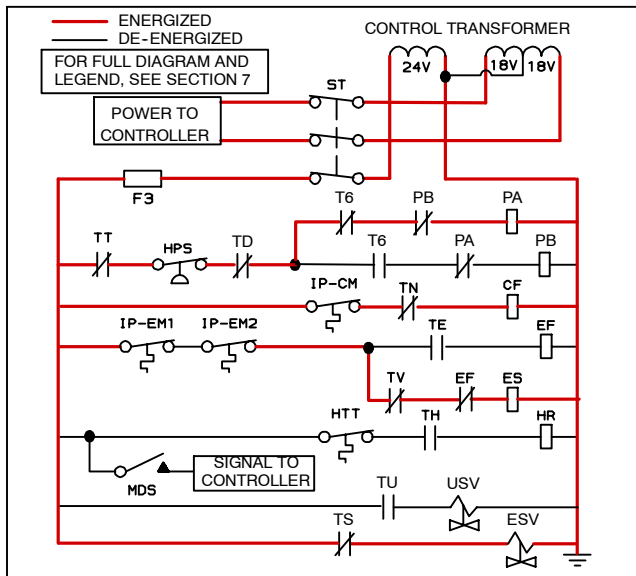 ENERGIZED
DE-ENERGIZED
CONTROL TRANSFORMER
FOR FULL DIAGRAM AND
LEGEND, SEE SECTION 7
24V
18V
18V
ST
POWER TO
CONTROLLER
F3
T6
PB
PA
TT
HPS
TD
T6
PA
PB
IP-CM
TN
CF
IP-EM1
IP-EM2
TE
EF
TV
EF
ES
HTT
TH
HR
MDS
SIGNAL TO
CONTROLLER
TU
USV
TS
ESV